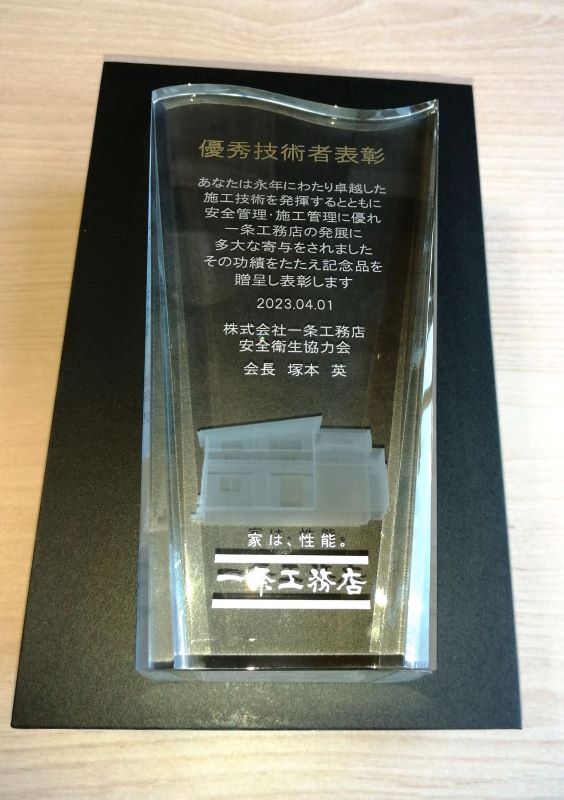 優秀技術者表彰
あなたは永年にわたり卓越した
施工技術を発揮するとともに
安全管理・施工管理に優れ
一条工務店の発展に
多大な寄与をされました
その功績をたたえ記念品を
贈呈し表彰します
2023.04.01
株式会社一条工務店
安全衛生協力会
会長 塚本 英
家は、性能。
一条工務店